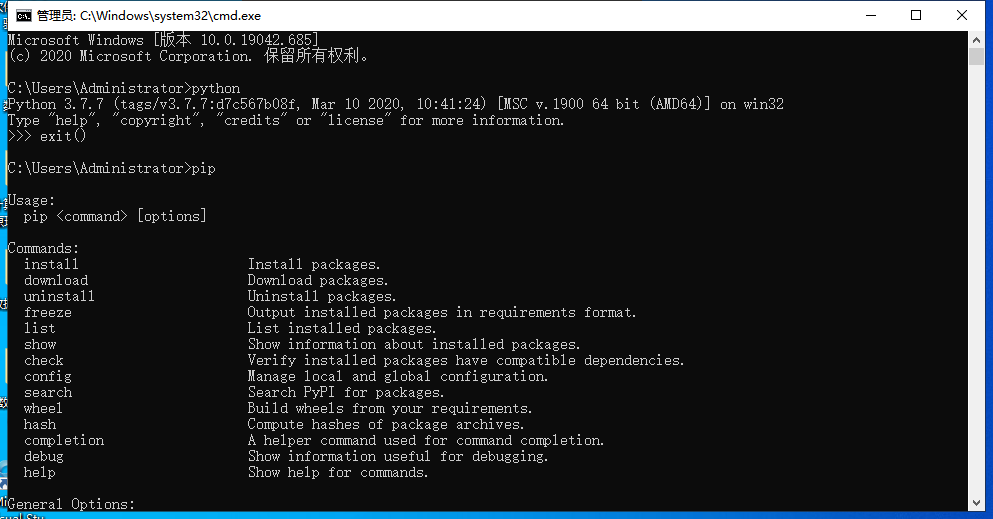 管理员: C:\Windows\system32\cmd.exe
Microsoft Windows [版本 10.0.19042.685]
(c) 2020 Microsoft Corporation. 保留所有权利。
C:\Users\Administrator>python
Python 3.7.7 (tags/v3.7.7:d7c567b08f, Mar 10 2020, 10:41:24) [MSC v.1900 64 bit (AMD64)] on win32
Type "help", "copyright", "credits" or "license" for more information.
>>> exit()
C:\Users\Administrator>pip
Usage:
pip <command> [options]
Commands:
install Install packages.
download Download packages.
uninstall Uninstall packages.
freeze Output installed packages in requirements format.
list List installed packages.
show Show information about installed packages.
check Verify installed packages have compatible dependencies.
config Manage local and global configuration.
search Search PyPI for packages.
wheel Build wheels from your requirements.
hash Compute hashes of package archives.
completion A helper command used for command completion.
debug Show information useful for debugging.
help Show help for commands.
General Options: